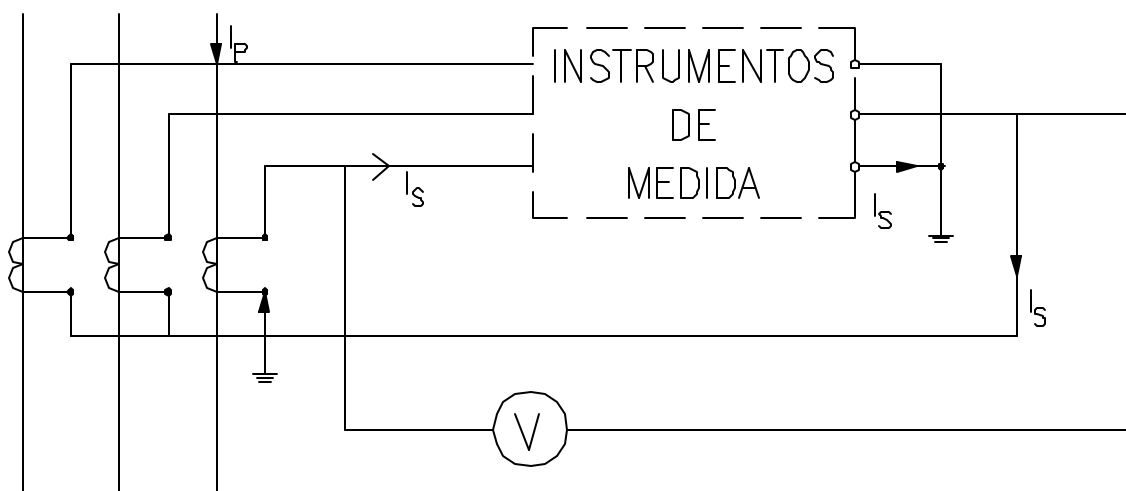 Ip
INSTRUMENTOS
DE
MEDIDA
Is
Is
Is
V